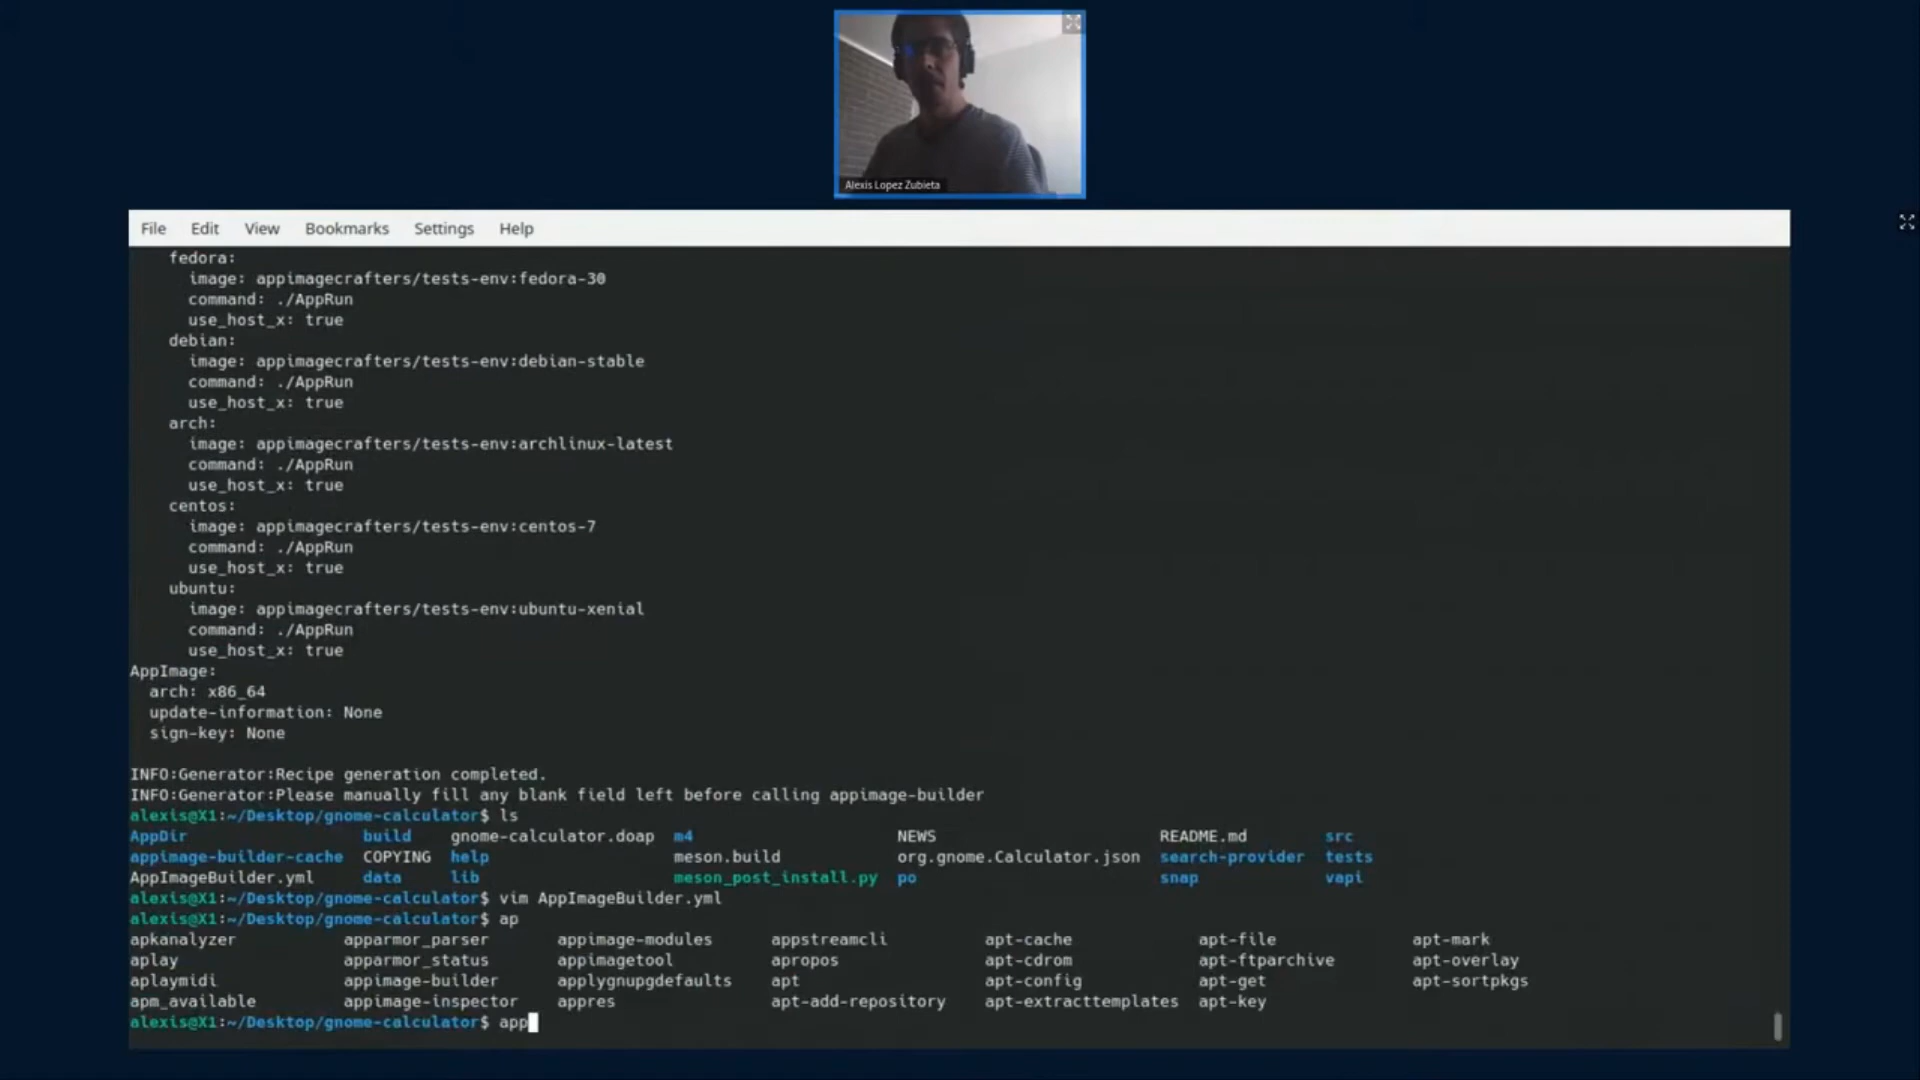 Alexis Lopez Zubieta
File Edit View Bookmarks Settings Help
fedora:
image: appimagecrafters/tests-env:fedora-30
command: ./AppRun
use_host_x: true
debian:
image: appimagecrafters/tests-env:debian-stable
command: ./AppRun
use_host_x: true
arch:
image: appimagecrafters/tests-env:archlinux-latest
command: ./AppRun
use_host_x: true
centos:
image: appimagecrafters/tests-env:centos-7
command: ./AppRun
use_host_x: true
ubuntu:
image: appimagecrafters/tests-env:ubuntu-xenial
command: ./AppRun
use_host_x: true
AppImage:
arch: x86_64
update-information: None
sign-key: None
INFO:Generator:Recipe generation completed.
INFO:Generator:Please manually fill any blank field left before calling appimage-builder
alexis@X1:~/Desktop/gnome-calculator$ ls
AppDir build gnome-calculator.doap m4 NEWS README.md src
appimage-builder-cache COPYING help meson.build org.gnome.Calculator.json search-provider tests
AppImageBuilder.yml data lib meson_post_install.py po snap vapi
alexis@X1:~/Desktop/gnome-calculator$ vim AppImageBuilder.yml
alexis@X1:~/Desktop/gnome-calculator$ ap
apkanalyzer apparmor_parser appimage-modules appstreamcli apt-cache apt-file apt-mark
aplay apparmor_status appimagetool apropos apt-cdrom apt-ftparchive apt-overlay
aplaymidi appimage-builder applygnupgdefaults apt apt-config apt-get apt-sortpkgs
apm_available appimage-inspector appres apt-add-repository apt-extracttemplates apt-key
alexis@X1:~/Desktop/gnome-calculator$ app